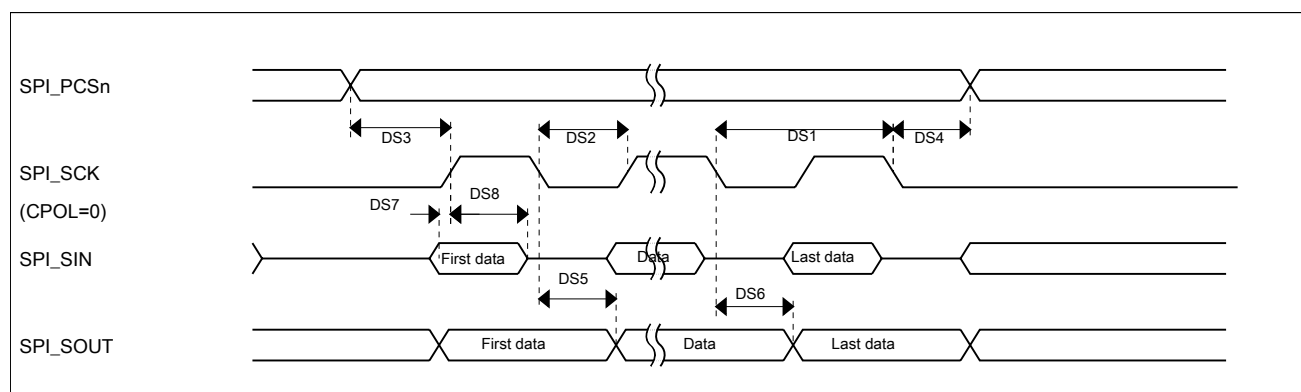 SPI_PCSn
DS3
DS2
DS1
DS4
SPI_SCK
(CPOL=0)
DS7
DS8
SPI_SIN
First data
Data
Last data
DS5
DS6
SPI_SOUT
First data
Data
Last data